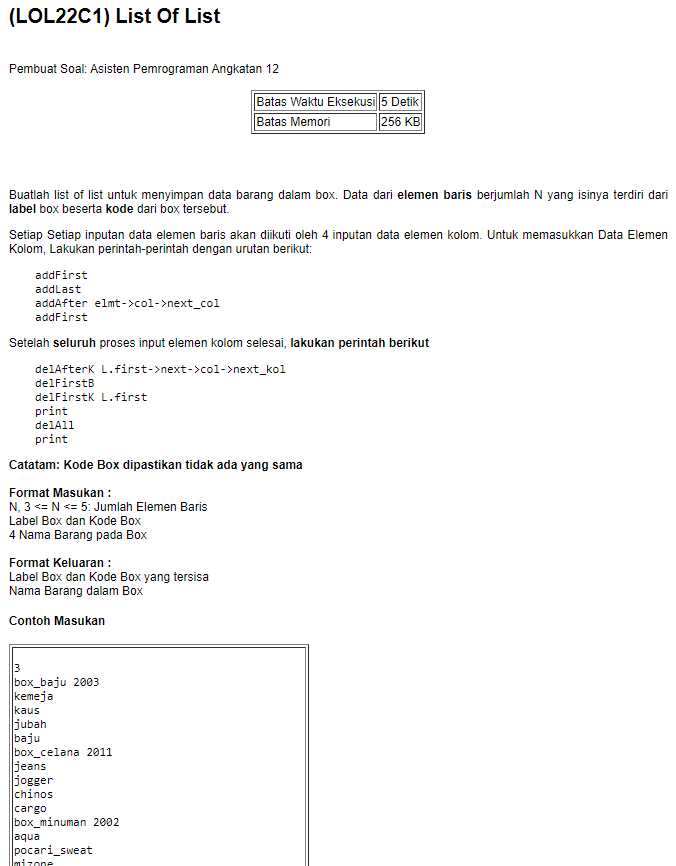 (LOL22C1) List Of List
Pembuat Soal: Asisten Pemrograman Angkatan 12
Batas Waktu Eksekusi 5 Detik
Batas Memori 256 KB
Buatlah list of list untuk menyimpan data barang dalam box. Data dari elemen baris berjumlah N yang isinya terdiri dari
label box beserta kode dari box tersebut.
Setiap Setiap inputan data elemen baris akan diikuti oleh 4 inputan data elemen kolom. Untuk memasukkan Data Elemen
Kolom, Lakukan perintah-perintah dengan urutan berikut:
addFirst
addLast
addAfter elmt->col->next_col
addFirst
Setelah seluruh proses input elemen kolom selesai, lakukan perintah berikut
delAfterK L.first->next->col->next_kol
delFirstB
delFirstK L.first
print
delAll
print
Catatam: Kode Box dipastikan tidak ada yang sama
Format Masukan :
N, 3 <= N <= 5: Jumlah Elemen Baris
Label Box dan Kode Box
4 Nama Barang pada Box
Format Keluaran :
Label Box dan Kode Box yang tersisa
Nama Barang dalam Box
Contoh Masukan
3
box_baju 2003
kemeja
kaus
jubah
baju
box_celana 2011
jeans
jogger
chinos
cargo
box_minuman 2002
aqua
pocari_sweat
mizone